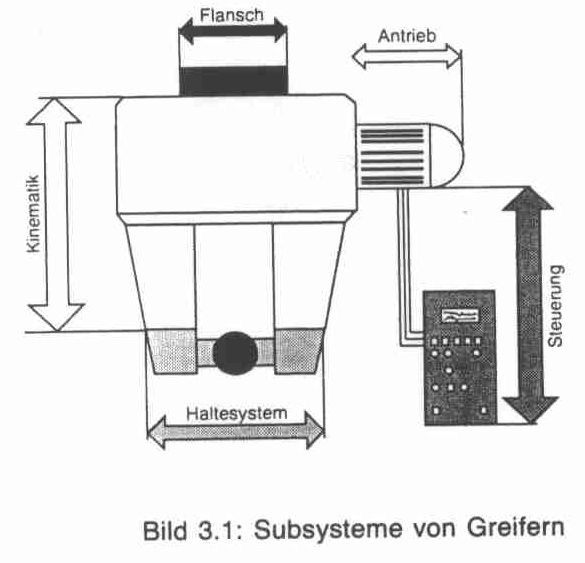 Flansch
Antrieb
Kinematik
Steuerung
Haltesystem
Bild 3.1: Subsysteme von Greifern